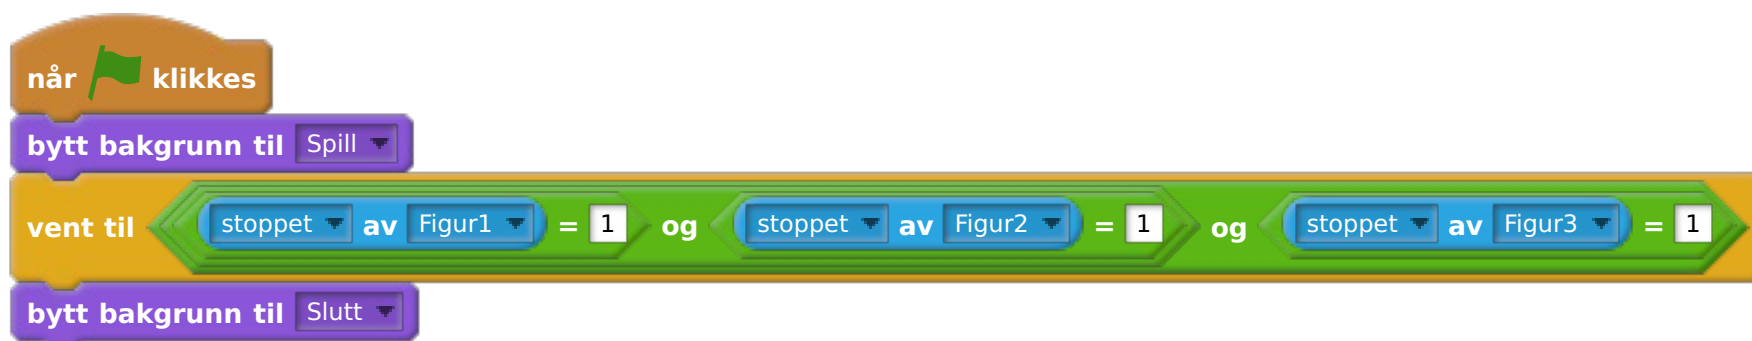 når klikkes
bytt bakgrunn til Spill
vent til stoppet av Figur1 = 1 og stoppet av Figur2 = 1 og stoppet av Figur3 = 1
bytt bakgrunn til Slutt